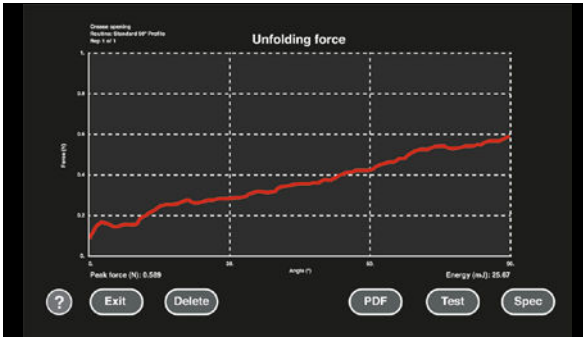 Crease opening
Routine: Standard 90° Profile
Rep 1 of 1
Unfolding force
1.
0.8
0.6
0.4
0.2
0.
Force (N)
0.
30.
60.
90.
Angle (°)
Peak force (N): 0.589
Energy (mJ): 25.67
?
Exit
Delete
PDF
Test
Spec